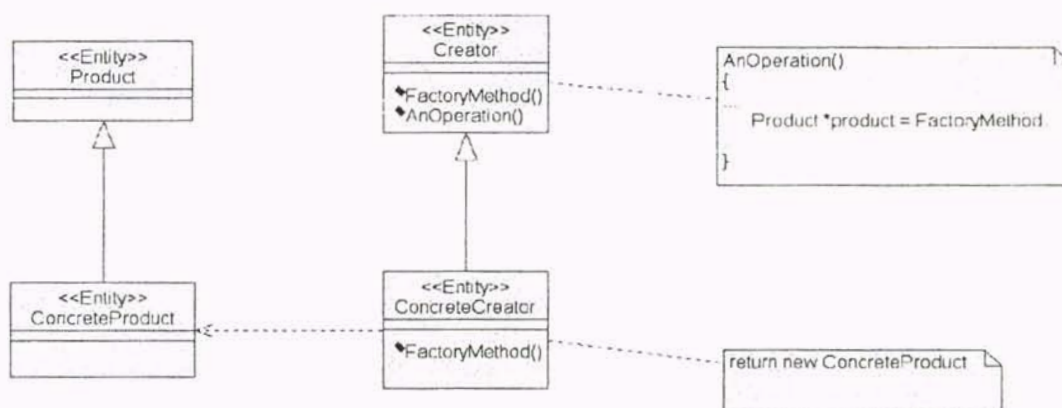 <<Entity>>
Product
<<Entity>>
Creator
FactoryMethod()
AnOperation()
AnOperation()
{
...
Product *product = FactoryMethod
}
<<Entity>>
ConcreteProduct
<<Entity>>
ConcreteCreator
FactoryMethod()
return new ConcreteProduct